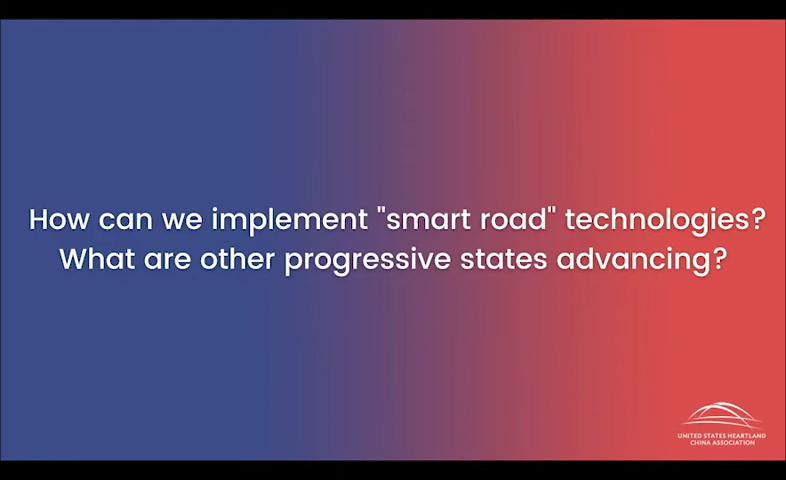 How can we implement "smart road" technologies?
What are other progressive states advancing?
UNITED STATES HEARTLAND
CHINA ASSOCIATION